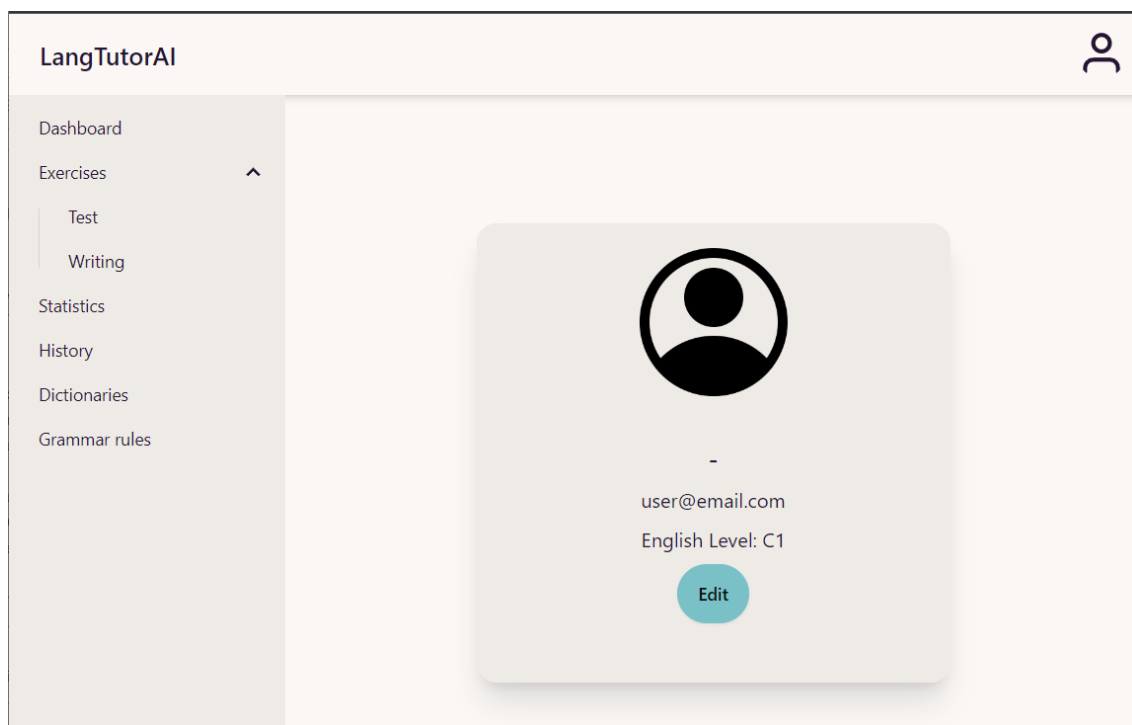 LangTutorAI
Dashboard
Exercises
Test
Writing
Statistics
History
Dictionaries
Grammar rules
-
user@email.com
English Level: C1
Edit